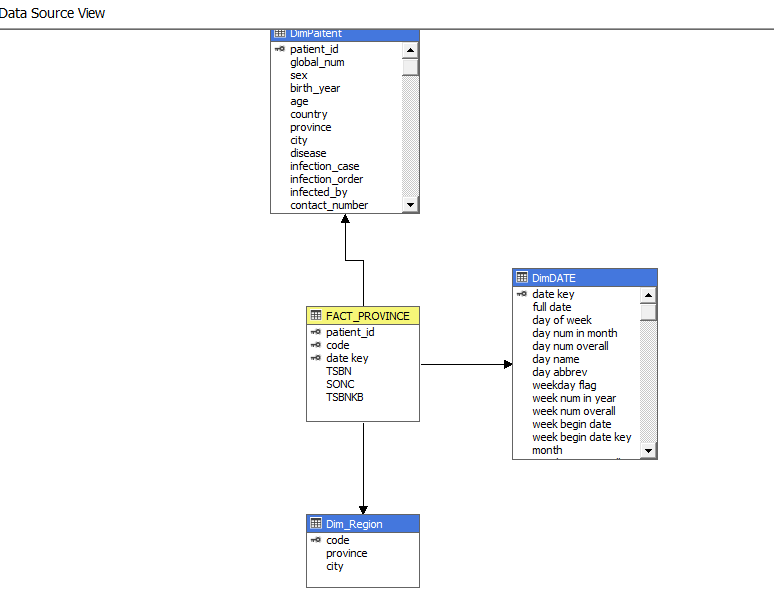 Data Source View
DimPaitent
patient_id
global_num
sex
birth_year
age
country
province
city
disease
infection_case
infection_order
infected_by
contact_number
DimDATE
date key
full date
day of week
day num in month
day num overall
day name
day abbrev
weekday flag
week num in year
week num overall
week begin date
week begin date key
month
FACT_PROVINCE
patient_id
code
date key
TSBN
SONC
TSBNKB
Dim_Region
code
province
city